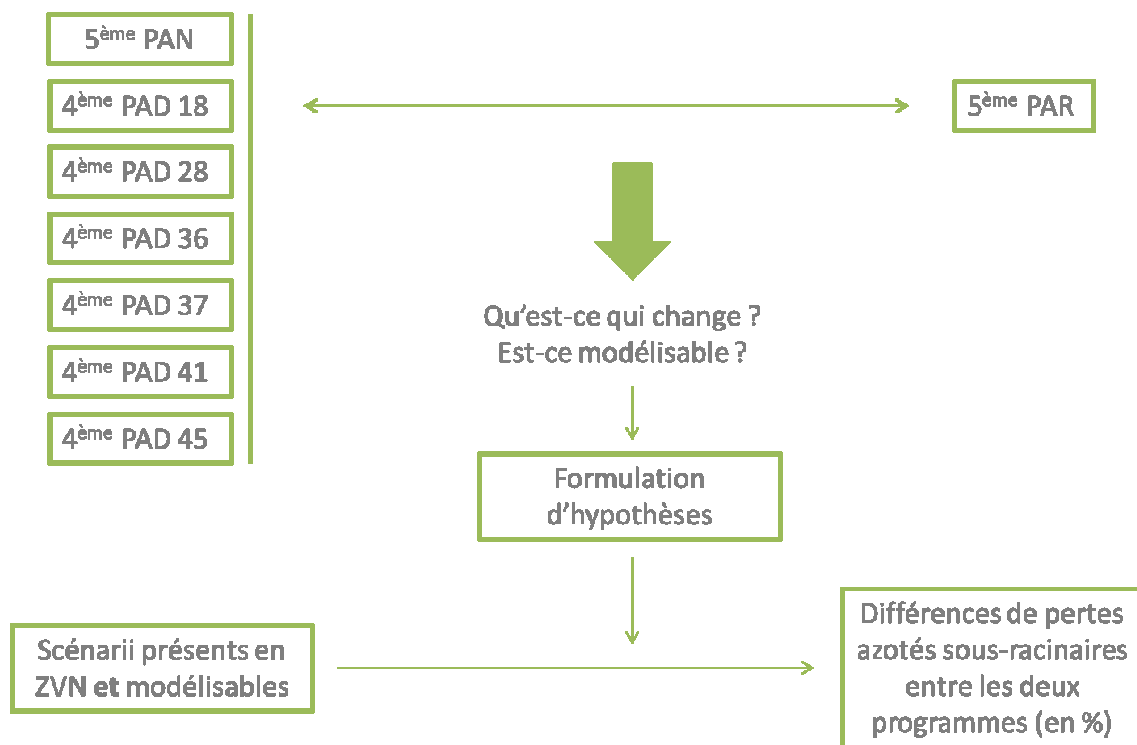 5ème PAN
4ème PAD 18
4ème PAD 28
4ème PAD 36
4ème PAD 37
4ème PAD 41
4ème PAD 45
5ème PAR
Qu'est-ce qui change ?
Est-ce modélisable ?
Formulation
d'hypothèses
Scénarii présents en
ZVN et modélisables
Différences de pertes
azotés sous-racinaires
entre les deux
programmes (en %)